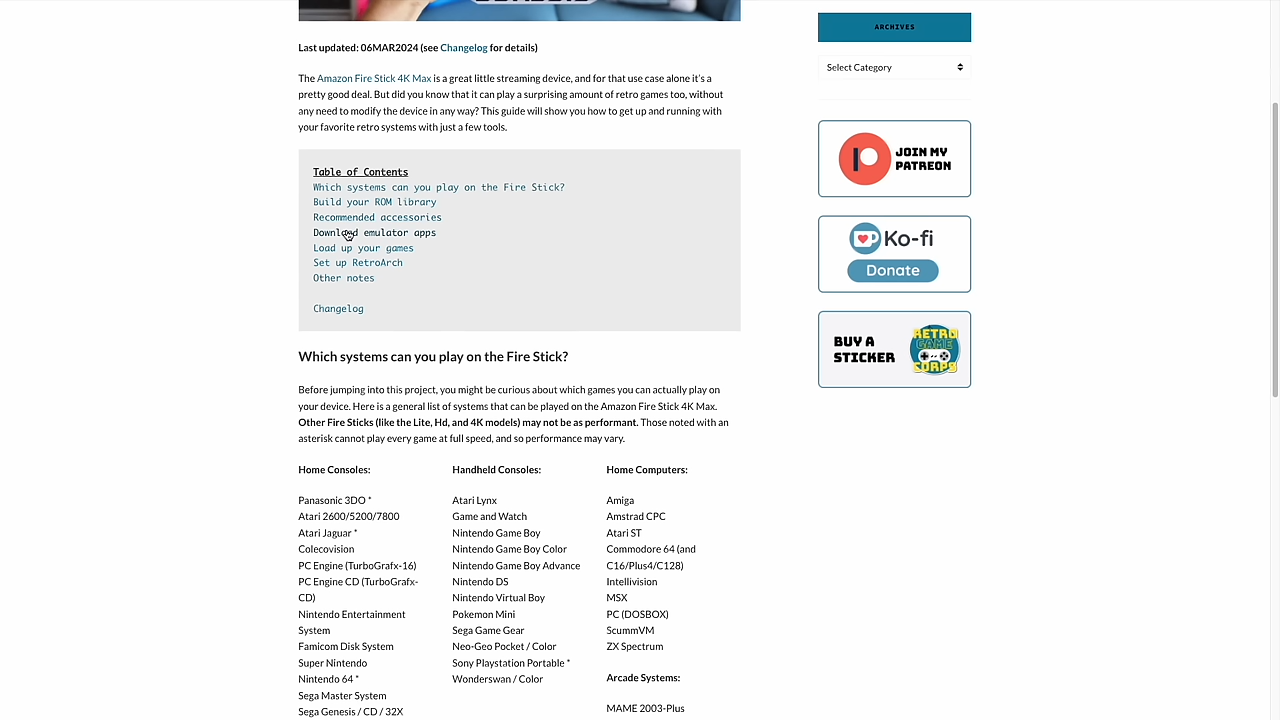 Last updated: 06MAR2024 (see Changelog for details)
The Amazon Fire Stick 4K Max is a great little streaming device, and for that use case alone it's a
pretty good deal. But did you know that it can play a surprising amount of retro games too, without
any need to modify the device in any way? This guide will show you how to get up and running with
your favorite retro systems with just a few tools.
Table of Contents
Which systems can you play on the Fire Stick?
Build your ROM library
Recommended accessories
Download emulator apps
Load up your games
Set up RetroArch
Other notes
Changelog
Which systems can you play on the Fire Stick?
Before jumping into this project, you might be curious about which games you can actually play on
your device. Here is a general list of systems that can be played on the Amazon Fire Stick 4K Max.
Other Fire Sticks (like the Lite, Hd, and 4K models) may not be as performant. Those noted with an
asterisk cannot play every game at full speed, and so performance may vary.
Home Consoles:
Panasonic 3DO *
Atari 2600/5200/7800
Atari Jaguar *
Colecovision
PC Engine (TurboGrafx-16)
PC Engine CD (TurboGrafx-
CD)
Nintendo Entertainment
System
Famicom Disk System
Super Nintendo
Nintendo 64 *
Sega Master System
Sega Genesis / CD / 32X
Handheld Consoles:
Atari Lynx
Game and Watch
Nintendo Game Boy
Nintendo Game Boy Color
Nintendo Game Boy Advance
Nintendo DS
Nintendo Virtual Boy
Pokemon Mini
Sega Game Gear
Neo-Geo Pocket / Color
Sony Playstation Portable *
Wonderswan / Color
Home Computers:
Amiga
Amstrad CPC
Atari ST
Commodore 64 (and
C16/Plus4/C128)
Intellivision
MSX
PC (DOSBOX)
ScummVM
ZX Spectrum
Arcade Systems:
MAME 2003-Plus
ARCHIVES
Select Category
JOIN MY
PATREON
Ko-fi
Donate
BUY A
STICKER
RETRO
GAME
CORPS